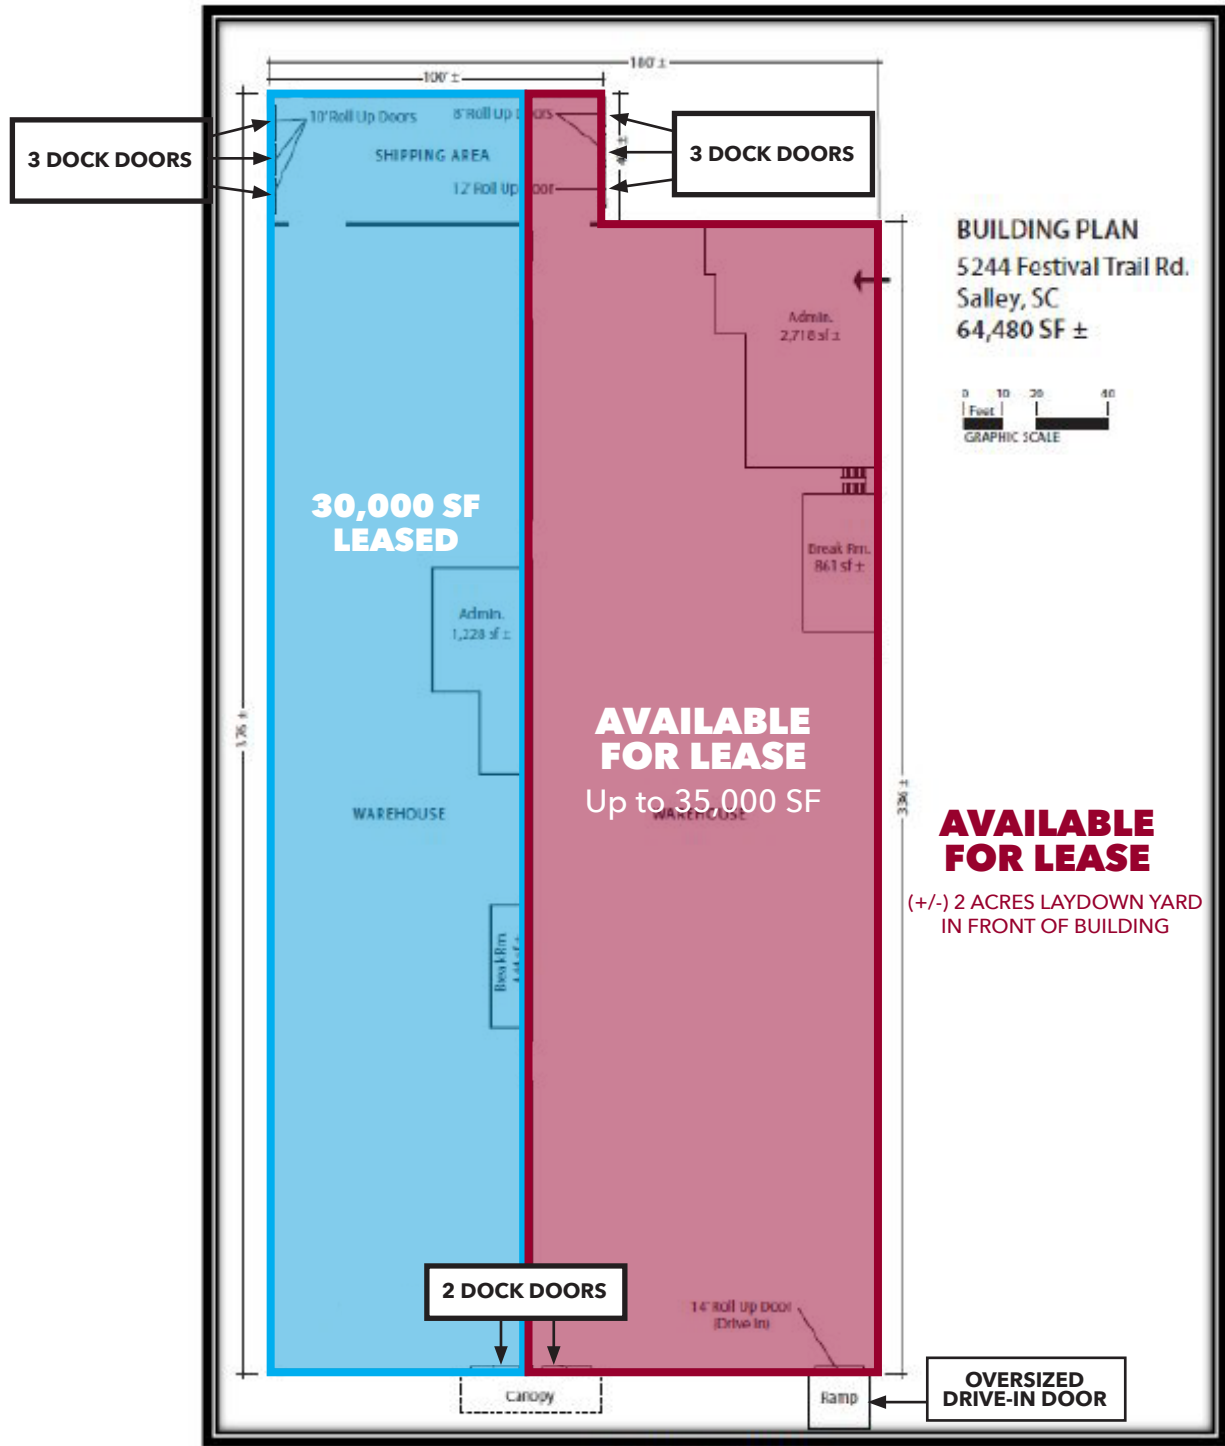 180' ±
100' ±
10' Roll Up Doors
8' Roll Up Doors
3 DOCK DOORS
SHIPPING AREA
3 DOCK DOORS
12' Roll Up Door
BUILDING PLAN
5244 Festival Trail Rd.
Salley, SC
64,480 SF ±
Admin.
2,718 sf ±
0 10 20 40
Feet
GRAPHIC SCALE
30,000 SF
LEASED
Break Rm.
861 sf ±
Admin.
1,228 sf ±
376 ±
AVAILABLE
FOR LEASE
Up to 35,000 SF
WAREHOUSE
WAREHOUSE
336 ±
AVAILABLE
FOR LEASE
(+/-) 2 ACRES LAYDOWN YARD
IN FRONT OF BUILDING
Break Rm.
sf ±
2 DOCK DOORS
14' Roll Up Door
(Drive In)
Canopy
Ramp
OVERSIZED
DRIVE-IN DOOR